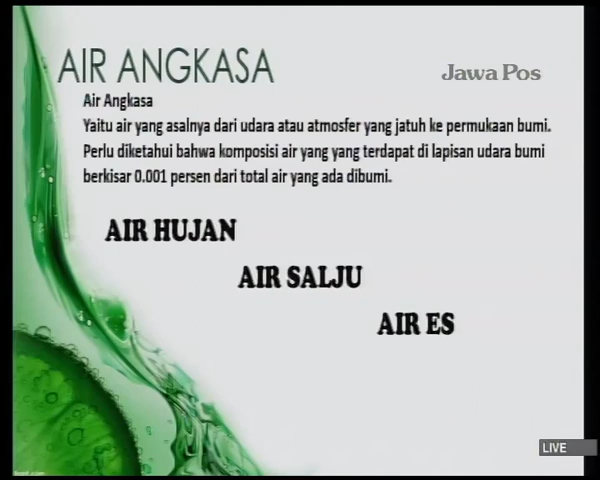 AIR ANGKASA
Jawa Pos
Air Angkasa
Yaitu air yang asalnya dari udara atau atmosfer yang jatuh ke permukaan bumi.
Perlu diketahui bahwa komposisi air yang yang terdapat di lapisan udara bumi
berkisar 0.001 persen dari total air yang ada dibumi.
AIR HUJAN
AIR SALJU
AIR ES
LIVE